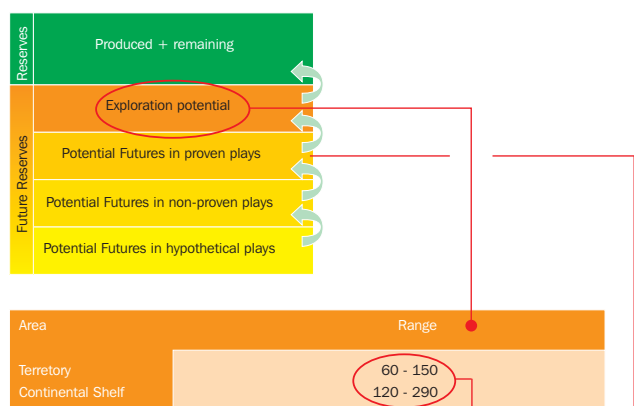 Reserves
Produced + remaining
Future Reserves
Exploration potential
Potential Futures in proven plays
Potential Futures in non-proven plays
Potential Futures in hypothetical plays
Area Range
Terretory 60 - 150
Continental Shelf 120 - 290